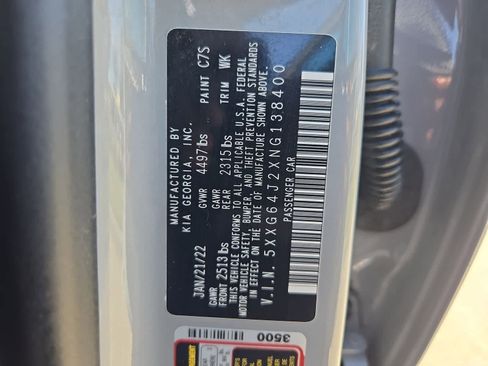 MANUFACTURED BY
KIA GEORGIA, INC.
JAN/21/22 GVWR 4497lbs PAINT C7S
GAWR FRONT 2513lbs GAWR REAR 2315lbs TRIM WK
THIS VEHICLE CONFORMS TO ALL APPLICABLE U.S.A. FEDERAL
MOTOR VEHICLE SAFETY, BUMPER, AND THEFT PREVENTION STANDARDS
IN EFFECT ON THE DATE OF MANUFACTURE SHOWN ABOVE.
V.I.N. 5XXG64J2XNG138400
PASSENGER CAR
3500